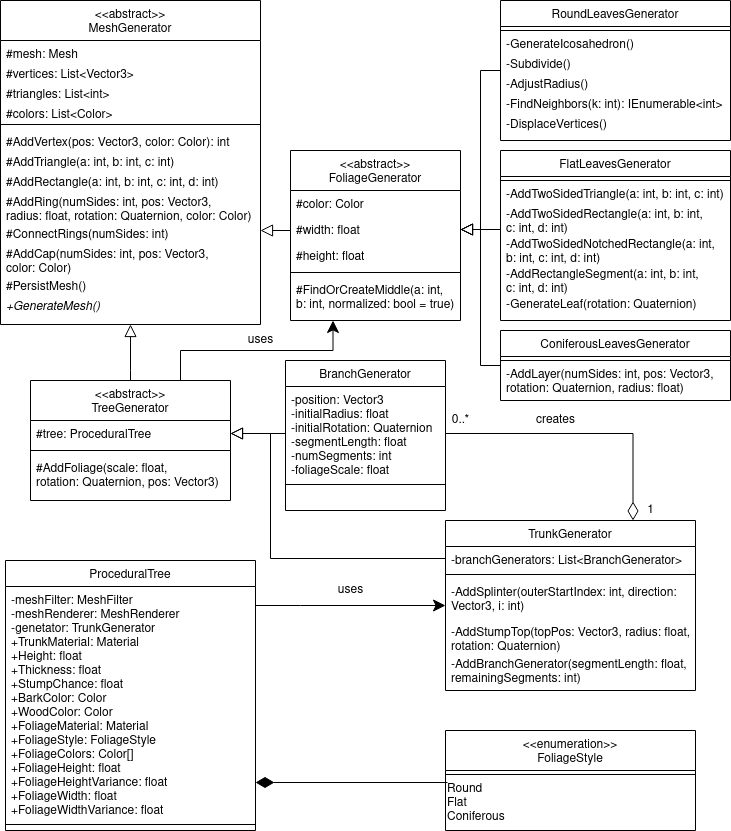 <<abstract>>
MeshGenerator
#mesh: Mesh
#vertices: List<Vector3>
#triangles: List<int>
#colors: List<Color>
#AddVertex(pos: Vector3, color: Color): int
#AddTriangle(a: int, b: int, c: int)
#AddRectangle(a: int, b: int, c: int, d: int)
#AddRing(numSides: int, pos: Vector3,
radius: float, rotation: Quaternion, color: Color)
#ConnectRings(numSides: int)
#AddCap(numSides: int, pos: Vector3,
color: Color)
#PersistMesh()
+GenerateMesh()
<<abstract>>
FoliageGenerator
#color: Color
#width: float
#height: float
#FindOrCreateMiddle(a: int,
b: int, normalized: bool = true)
RoundLeavesGenerator
-GenerateIcosahedron()
-Subdivide()
-AdjustRadius()
-FindNeighbors(k: int): IEnumerable<int>
-DisplaceVertices()
FlatLeavesGenerator
-AddTwoSidedTriangle(a: int, b: int, c: int)
-AddTwoSidedRectangle(a: int, b: int,
c: int, d: int)
-AddTwoSidedNotchedRectangle(a: int,
b: int, c: int, d: int)
-AddRectangleSegment(a: int, b: int,
c: int, d: int)
-GenerateLeaf(rotation: Quaternion)
ConiferousLeavesGenerator
-AddLayer(numSides: int, pos: Vector3,
rotation: Quaternion, radius: float)
uses
<<abstract>>
TreeGenerator
#tree: ProceduralTree
#AddFoliage(scale: float,
rotation: Quaternion, pos: Vector3)
BranchGenerator
-position: Vector3
-initialRadius: float
-initialRotation: Quaternion
-segmentLength: float
-numSegments: int
-foliageScale: float
0..*
creates
1
TrunkGenerator
-branchGenerators: List<BranchGenerator>
-AddSplinter(outerStartIndex: int, direction:
Vector3, i: int)
-AddStumpTop(topPos: Vector3, radius: float,
rotation: Quaternion)
-AddBranchGenerator(segmentLength: float,
remainingSegments: int)
ProceduralTree
-meshFilter: MeshFilter
-meshRenderer: MeshRenderer
-genetator: TrunkGenerator
+TrunkMaterial: Material
+Height: float
+Thickness: float
+StumpChance: float
+BarkColor: Color
+WoodColor: Color
+FoliageMaterial: Material
+FoliageStyle: FoliageStyle
+FoliageColors: Color[]
+FoliageHeight: float
+FoliageHeightVariance: float
+FoliageWidth: float
+FoliageWidthVariance: float
uses
<<enumeration>>
FoliageStyle
Round
Flat
Coniferous